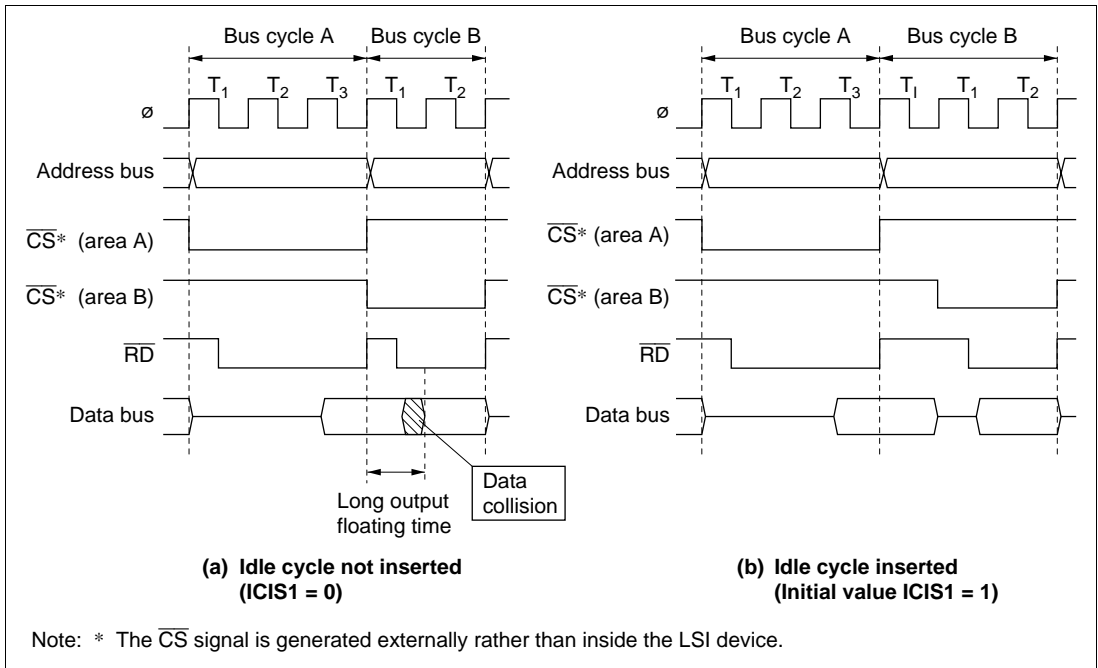 Bus cycle A Bus cycle B
T1 T2 T3 T1 T2
ø
Address bus
CS* (area A)
CS* (area B)
RD
Data bus
Data
collision
Long output
floating time
(a) Idle cycle not inserted
(ICIS1 = 0)
Bus cycle A Bus cycle B
T1 T2 T3 TI T1 T2
ø
Address bus
CS* (area A)
CS* (area B)
RD
Data bus
(b) Idle cycle inserted
(Initial value ICIS1 = 1)
Note: * The CS signal is generated externally rather than inside the LSI device.